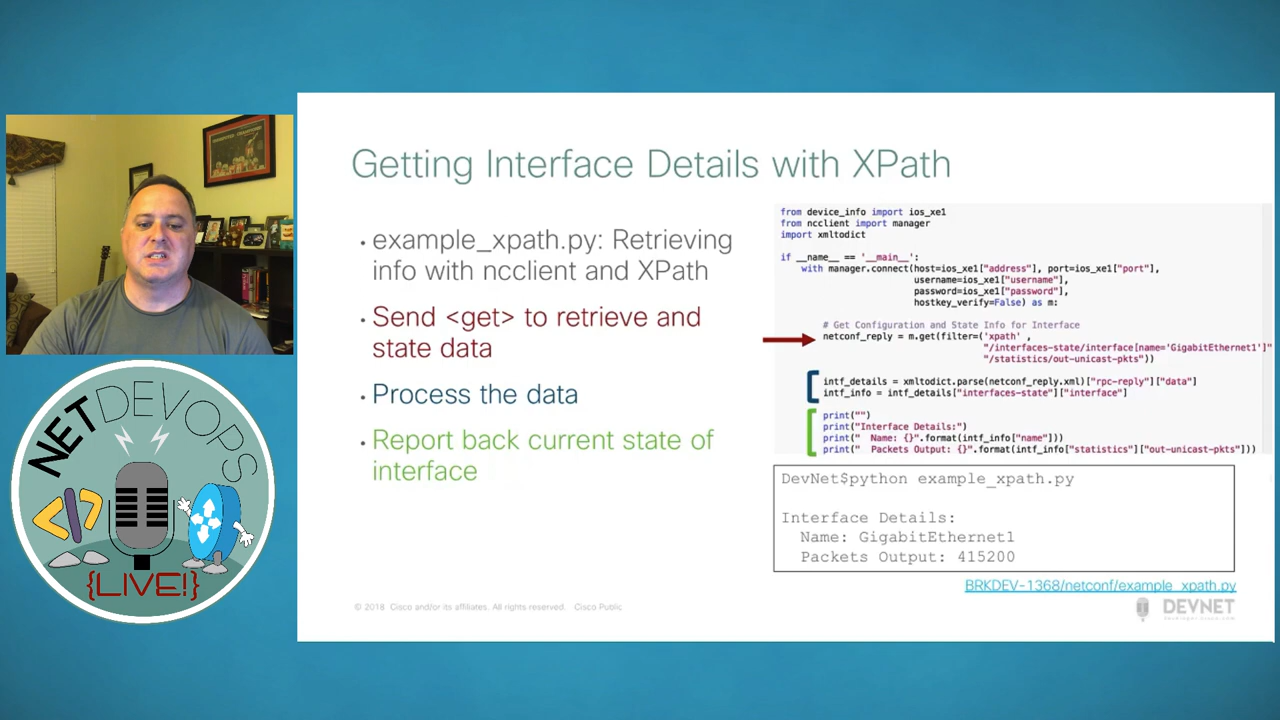 Getting Interface Details with XPath
• example_xpath.py: Retrieving
info with ncclient and XPath
• Send <get> to retrieve and
state data
• Process the data
• Report back current state of
interface
from device_info import ios_xe1
from ncclient import manager
import xmltodict
if __name__ == '__main__':
with manager.connect(host=ios_xe1["address"], port=ios_xe1["port"],
username=ios_xe1["username"],
password=ios_xe1["password"],
hostkey_verify=False) as m:
# Get Configuration and State Info for Interface
netconf_reply = m.get(filter=('xpath' ,
"/interfaces-state/interface[name='GigabitEthernet1']"
"/statistics/out-unicast-pkts"))
intf_details = xmltodict.parse(netconf_reply.xml)["rpc-reply"]["data"]
intf_info = intf_details["interfaces-state"]["interface"]
print("")
print("Interface Details:")
print("  Name: {}".format(intf_info["name"]))
print("  Packets Output: {}".format(intf_info["statistics"]["out-unicast-pkts"]))
DevNet$python example_xpath.py
Interface Details:
Name: GigabitEthernet1
Packets Output: 415200
BRKDEV-1368/netconf/example_xpath.py
© 2018 Cisco and/or its affiliates. All rights reserved. Cisco Public
DEVNET
developer.cisco.com
NETDEVOPS
</>
{LIVE!}